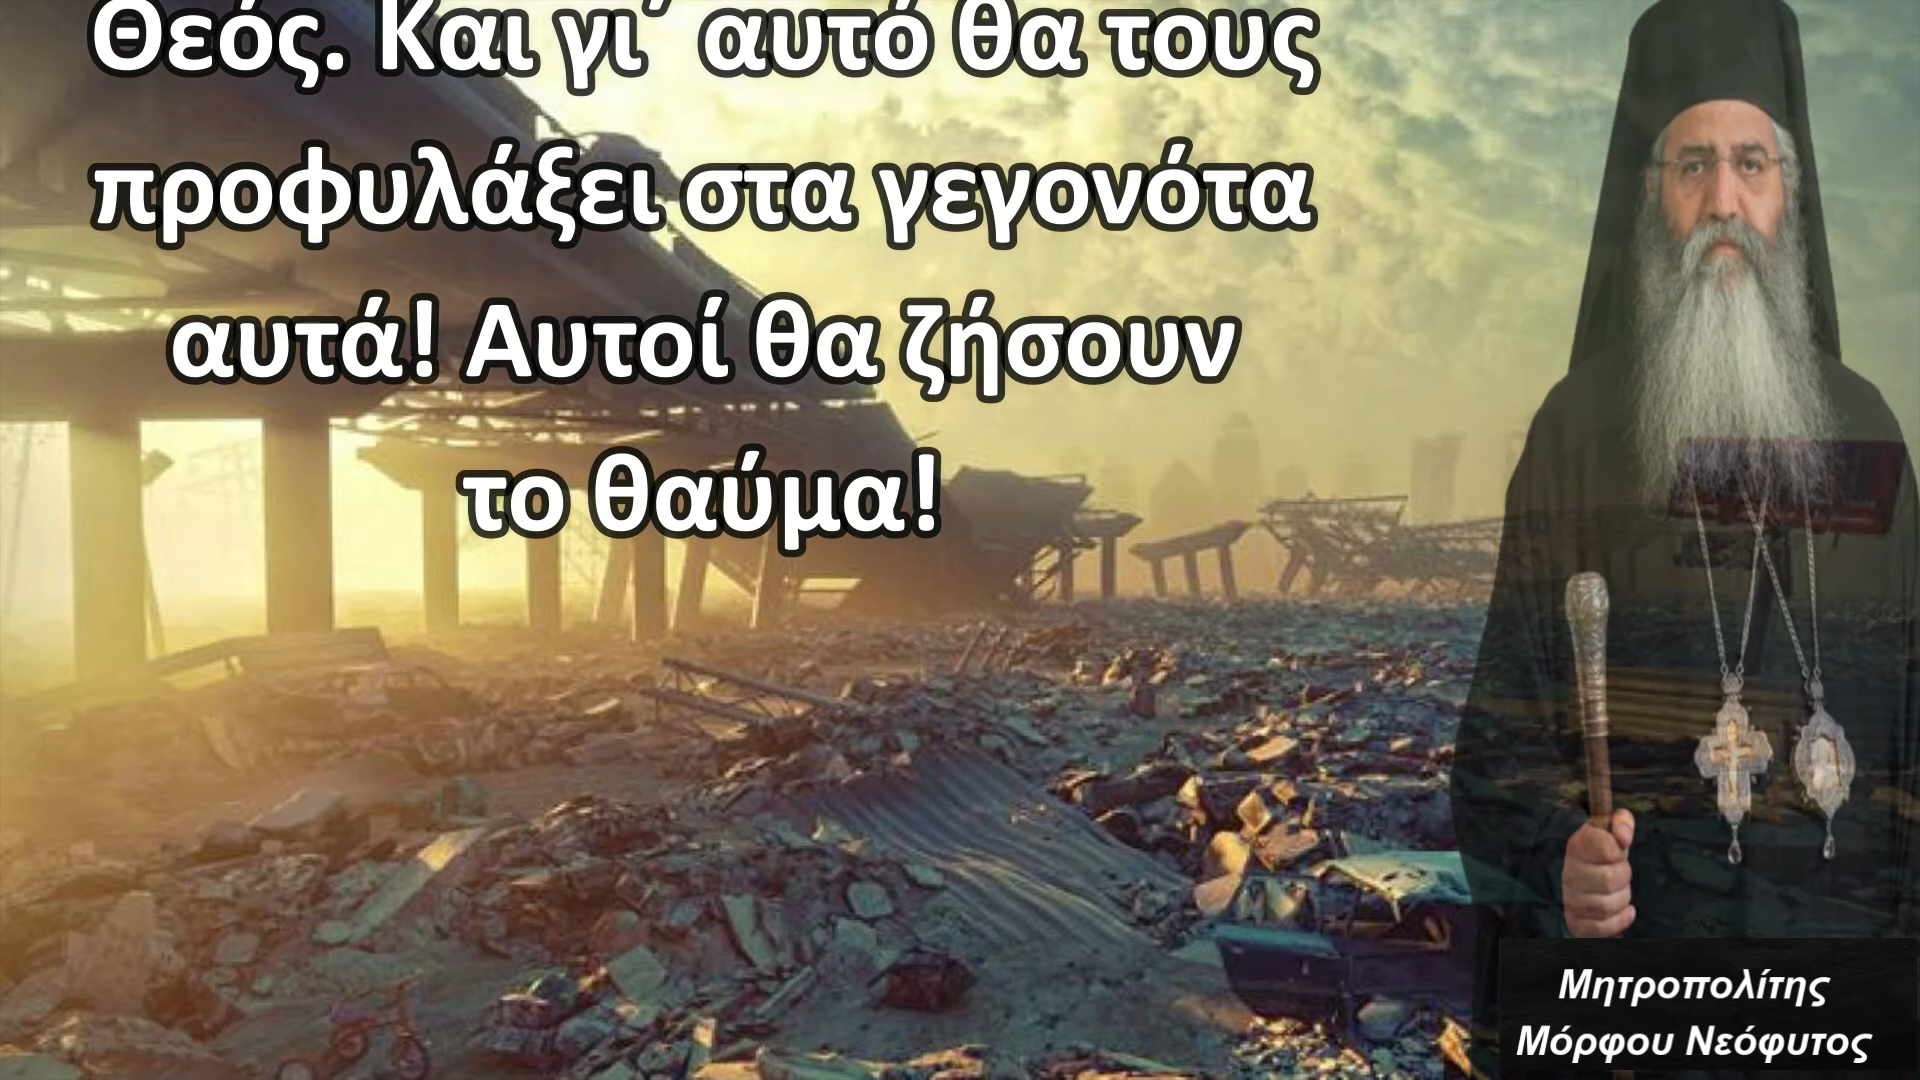 Θεός. Και γι΄ αυτό θα τους
προφυλάξει στα γεγονότα
αυτά! Αυτοί θα ζήσουν
το θαύμα!
Μητροπολίτης
Μόρφου Νεόφυτος